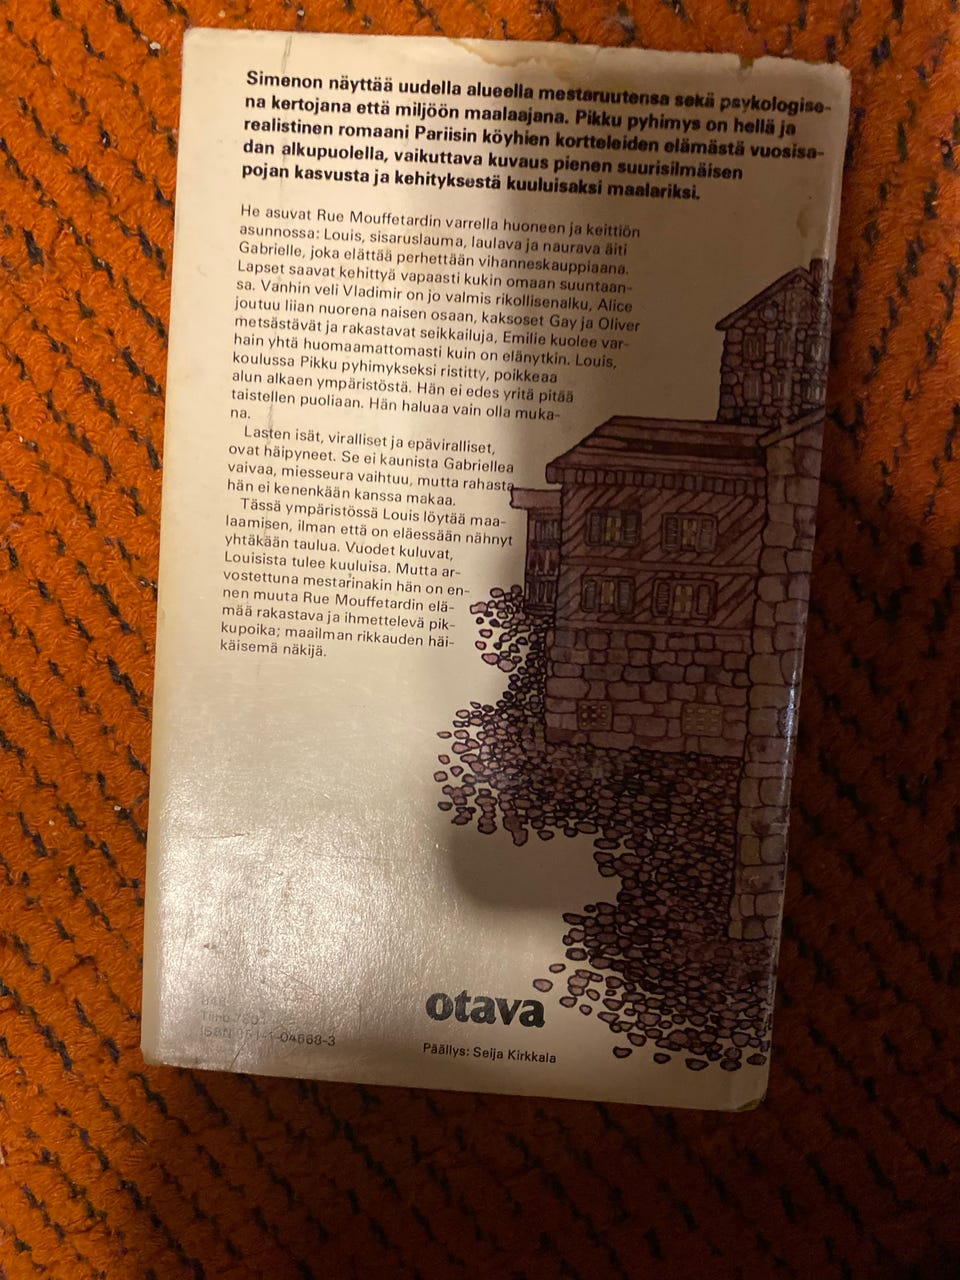 Simenon näyttää uudella alueella mestaruutensa sekä psykologise-
na kertojana että miljöön maalaajana. Pikku pyhimys on hellä ja
realistinen romaani Pariisin köyhien kortteleiden elämästä vuosisa-
dan alkupuolella, vaikuttava kuvaus pienen suurisilmäisen
pojan kasvusta ja kehityksestä kuuluisaksi maalariksi.
He asuvat Rue Mouffetardin varrella huoneen ja keittiön
asunnossa: Louis, sisaruslauma, laulava ja naurava äiti
Gabrielle, joka elättää perhettään vihanneskauppiaana.
Lapset saavat kehittyä vapaasti kukin omaan suuntaan-
sa. Vanhin veli Vladimir on jo valmis rikollisenalku, Alice
joutuu liian nuorena naisen osaan, kaksoset Gay ja Oliver
metsästävät ja rakastavat seikkailuja, Emilie kuolee var-
hain yhtä huomaamattomasti kuin on elänytkin. Louis,
koulussa Pikku pyhimykseksi ristitty, poikkeaa
alun alkaen ympäristöstä. Hän ei edes yritä pitää
taistellen puoliaan. Hän haluaa vain olla muka-
na.
Lasten isät, viralliset ja epäviralliset,
ovat häipyneet. Se ei kaunista Gabriellea
vaivaa, miesseura vaihtuu, mutta rahasta
hän ei kenenkään kanssa makaa.
Tässä ympäristössä Louis löytää maa-
laamisen, ilman että on eläessään nähnyt
yhtäkään taulua. Vuodet kuluvat,
Louisista tulee kuuluisa. Mutta ar-
vostettuna mestarinakin hän on en-
nen muuta Rue Mouffetardin elä-
mää rakastava ja ihmettelevä pik-
kupoika; maailman rikkauden häi-
käisemä näkijä.
otava
ISBN 951-1-04668-3
Päällys: Seija Kirkkala